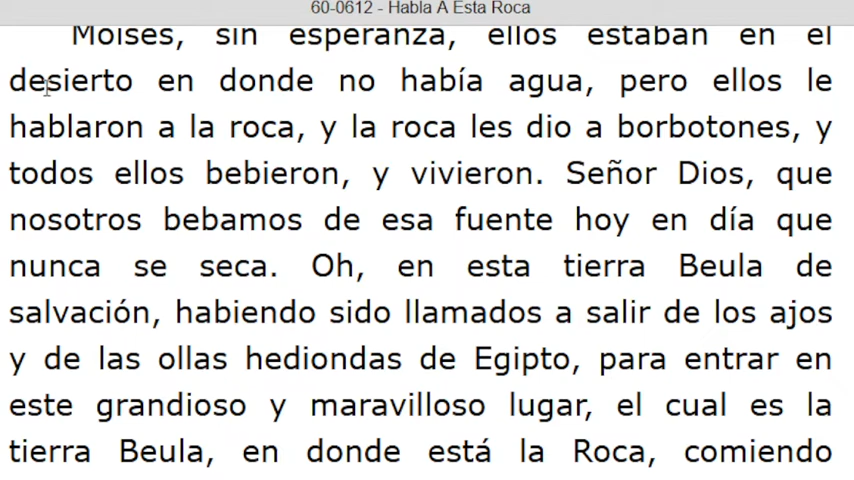 60-0612 - Habla A Esta Roca
Moisés, sin esperanza, ellos estaban en el
desierto en donde no había agua, pero ellos le
hablaron a la roca, y la roca les dio a borbotones, y
todos ellos bebieron, y vivieron. Señor Dios, que
nosotros bebamos de esa fuente hoy en día que
nunca se seca. Oh, en esta tierra Beula de
salvación, habiendo sido llamados a salir de los ajos
y de las ollas hediondas de Egipto, para entrar en
este grandioso y maravilloso lugar, el cual es la
tierra Beula, en donde está la Roca, comiendo